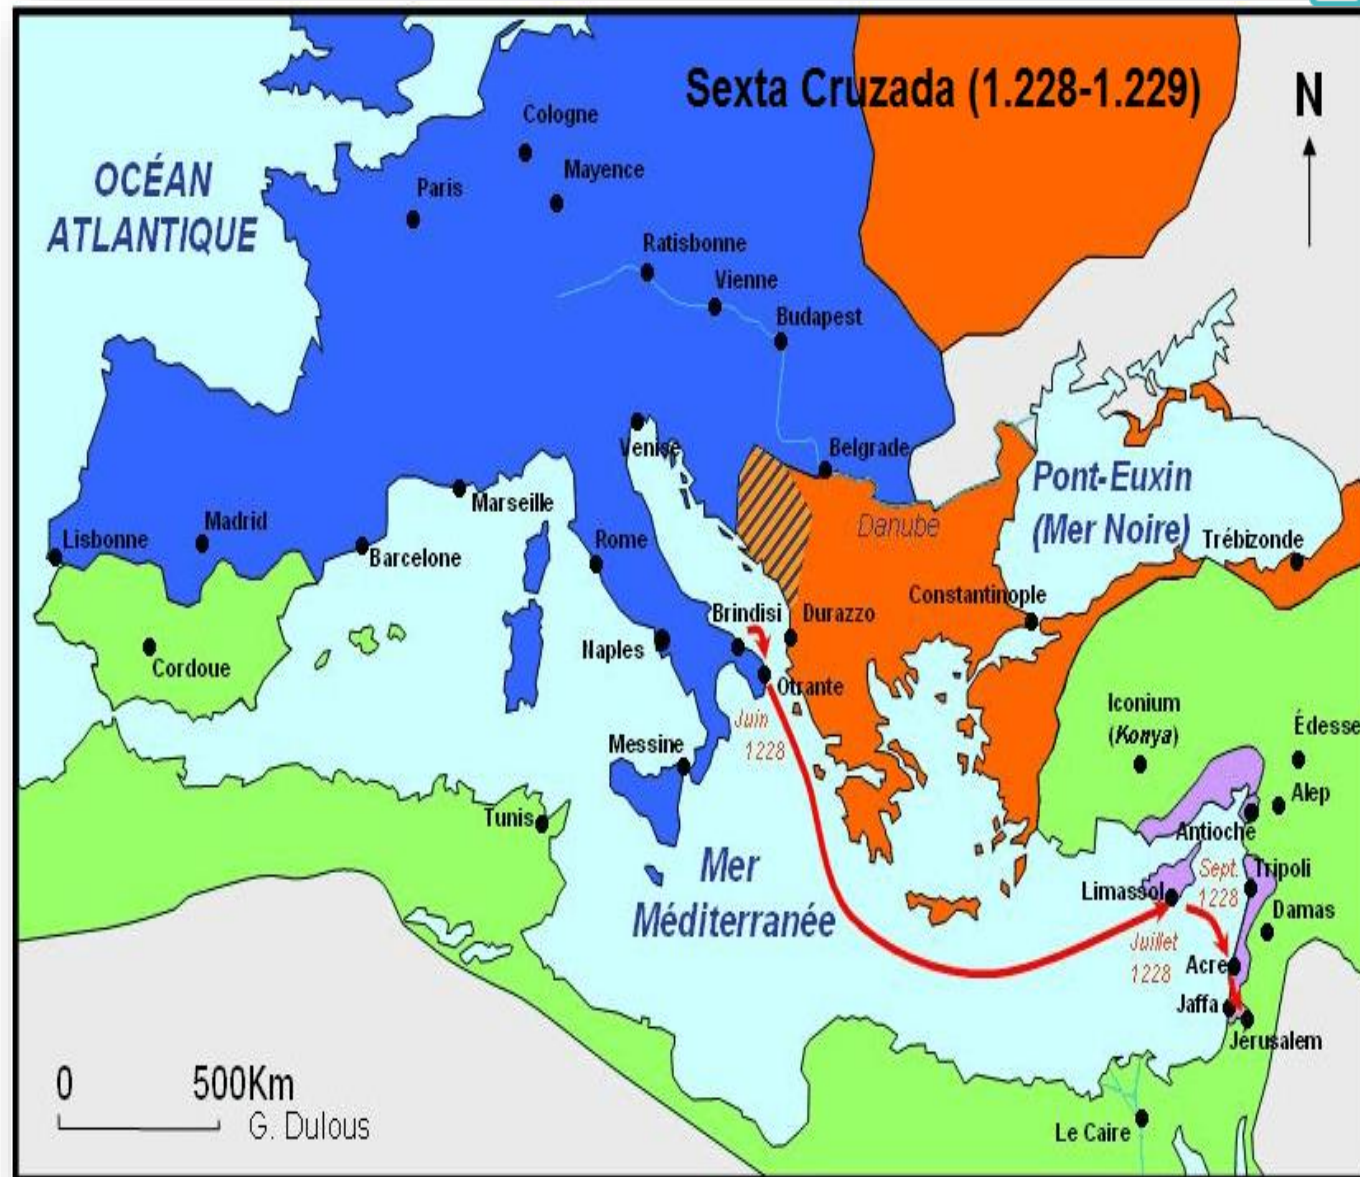 Sexta Cruzada (1.228-1.229)
N
Cologne
OCÉAN
ATLANTIQUE
Mayence
Paris
Ratisbonne
Vienne
Budapest
Venise
Belgrade
Pont-Euxin
(Mer Noire)
Marseille
Danube
Lisbonne
Madrid
Rome
Trébizonde
Barcelone
Constantinople
Brindisi
Durazzo
Naples
Cordoue
Otrante
Iconium
(Konya)
Édesse
Juin
1228
Messine
Alep
Tunis
Antioche
Mer
Méditerranée
Sept.
1228
Tripoli
Limassol
Damas
Juillet
1228
Acre
Jaffa
Jérusalem
0 500Km
G. Dulous
Le Caire